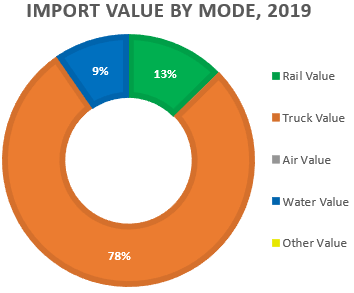 IMPORT VALUE BY MODE, 2019
9%
13%
78%
Rail Value
Truck Value
Air Value
Water Value
Other Value